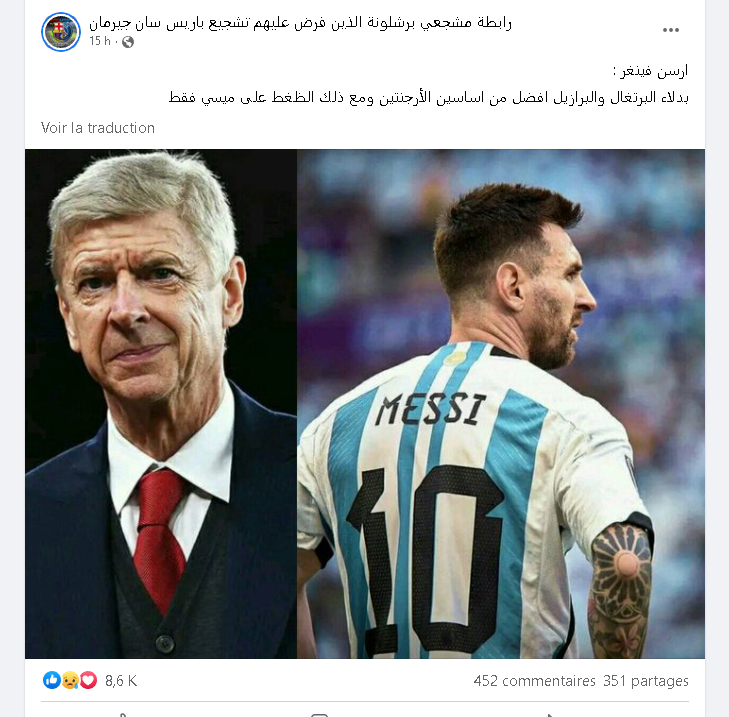 رابطة مشجعي برشلونة الذين فرض عليهم تشجيع باريس سان جيرمان
15 h ·
ارسن فينغر :
بدلاء البرتغال والبرازيل افضل من اساسين الأرجنتين ومع ذلك الظغط على ميسي فقط
Voir la traduction
MESSI
10
8,6 K
452 commentaires 351 partages